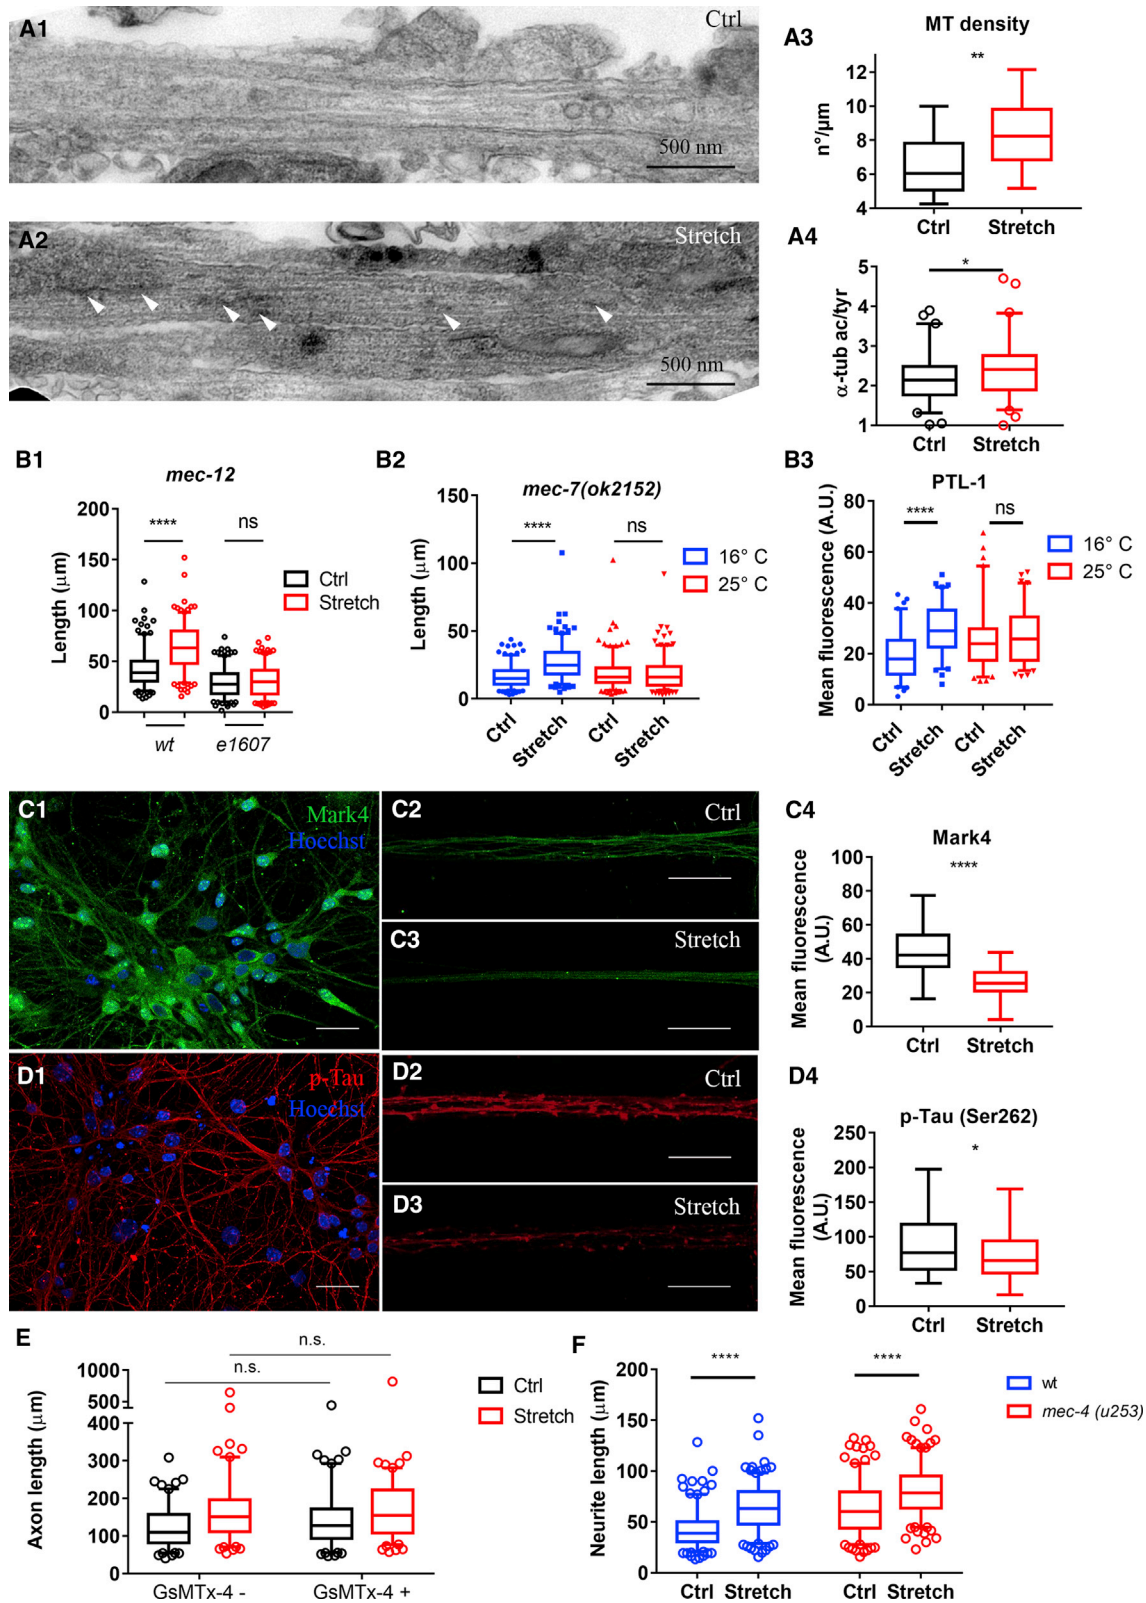 A1
Ctrl
500 nm
A2
Stretch
500 nm
A3
MT density
**
n°/µm
12
10
8
6
4
Ctrl
Stretch
A4
*
α-tub ac/tyr
5
4
3
2
1
Ctrl
Stretch
B1
mec-12
Length (µm)
200
150
100
50
0
****
ns
Ctrl
Stretch
wt
e1607
B2
mec-7(ok2152)
Length (µm)
150
100
50
0
****
ns
16° C
25° C
Ctrl
Stretch
Ctrl
Stretch
B3
PTL-1
Mean fluorescence (A.U.)
80
60
40
20
0
****
ns
16° C
25° C
Ctrl
Stretch
Ctrl
Stretch
C1
Mark4
Hoechst
C2
Ctrl
C3
Stretch
C4
Mark4
****
Mean fluorescence
(A.U.)
100
80
60
40
20
0
Ctrl
Stretch
D1
p-Tau
Hoechst
D2
Ctrl
D3
Stretch
D4
p-Tau (Ser262)
*
Mean fluorescence
(A.U.)
250
200
150
100
50
0
Ctrl
Stretch
E
n.s.
n.s.
Axon length (µm)
1000
500
400
300
200
100
0
Ctrl
Stretch
GsMTx-4 -
GsMTx-4 +
F
****
****
Neurite length (µm)
200
150
100
50
0
wt
mec-4 (u253)
Ctrl
Stretch
Ctrl
Stretch